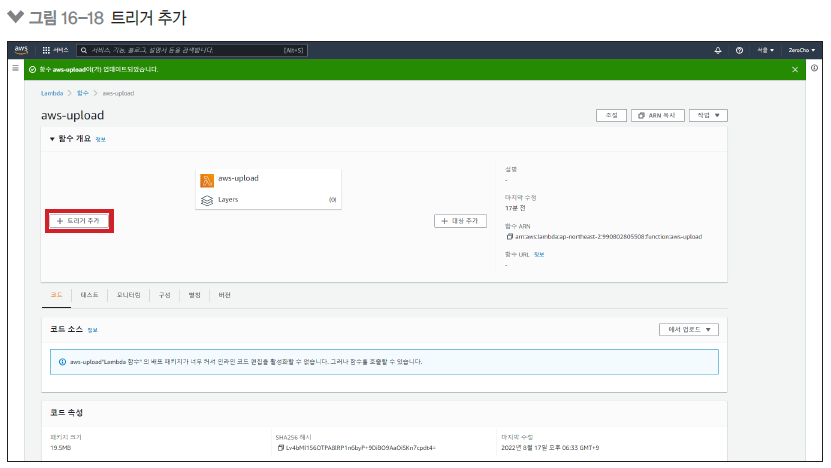 그림 16-18 트리거 추가
aws 서비스 서비스, 기능, 블로그, 설명서 등을 검색합니다. [Alt+S] 서울 ▼ ZeroCho ▼
함수 aws-upload이(가) 업데이트되었습니다.
Lambda > 함수 > aws-upload
aws-upload
조절 ARN 복사 작업 ▼
▼ 함수 개요 정보
aws-upload
Layers (0)
+ 트리거 추가
+ 대상 추가
설명
-
마지막 수정
17분 전
함수 ARN
arn:aws:lambda:ap-northeast-2:990802805508:function:aws-upload
함수 URL 정보
-
코드 테스트 모니터링 구성 별칭 버전
코드 소스 정보
에서 업로드 ▼
aws-upload"Lambda 함수" 의 배포 패키지가 너무 커서 인라인 코드 편집을 활성화할 수 없습니다. 그러나 함수를 호출할 수 있습니다.
코드 속성
패키지 크기
19.5MB
SHA256 해시
마지막 수정
2022년 8월 17일 오후 06:33 GMT+9